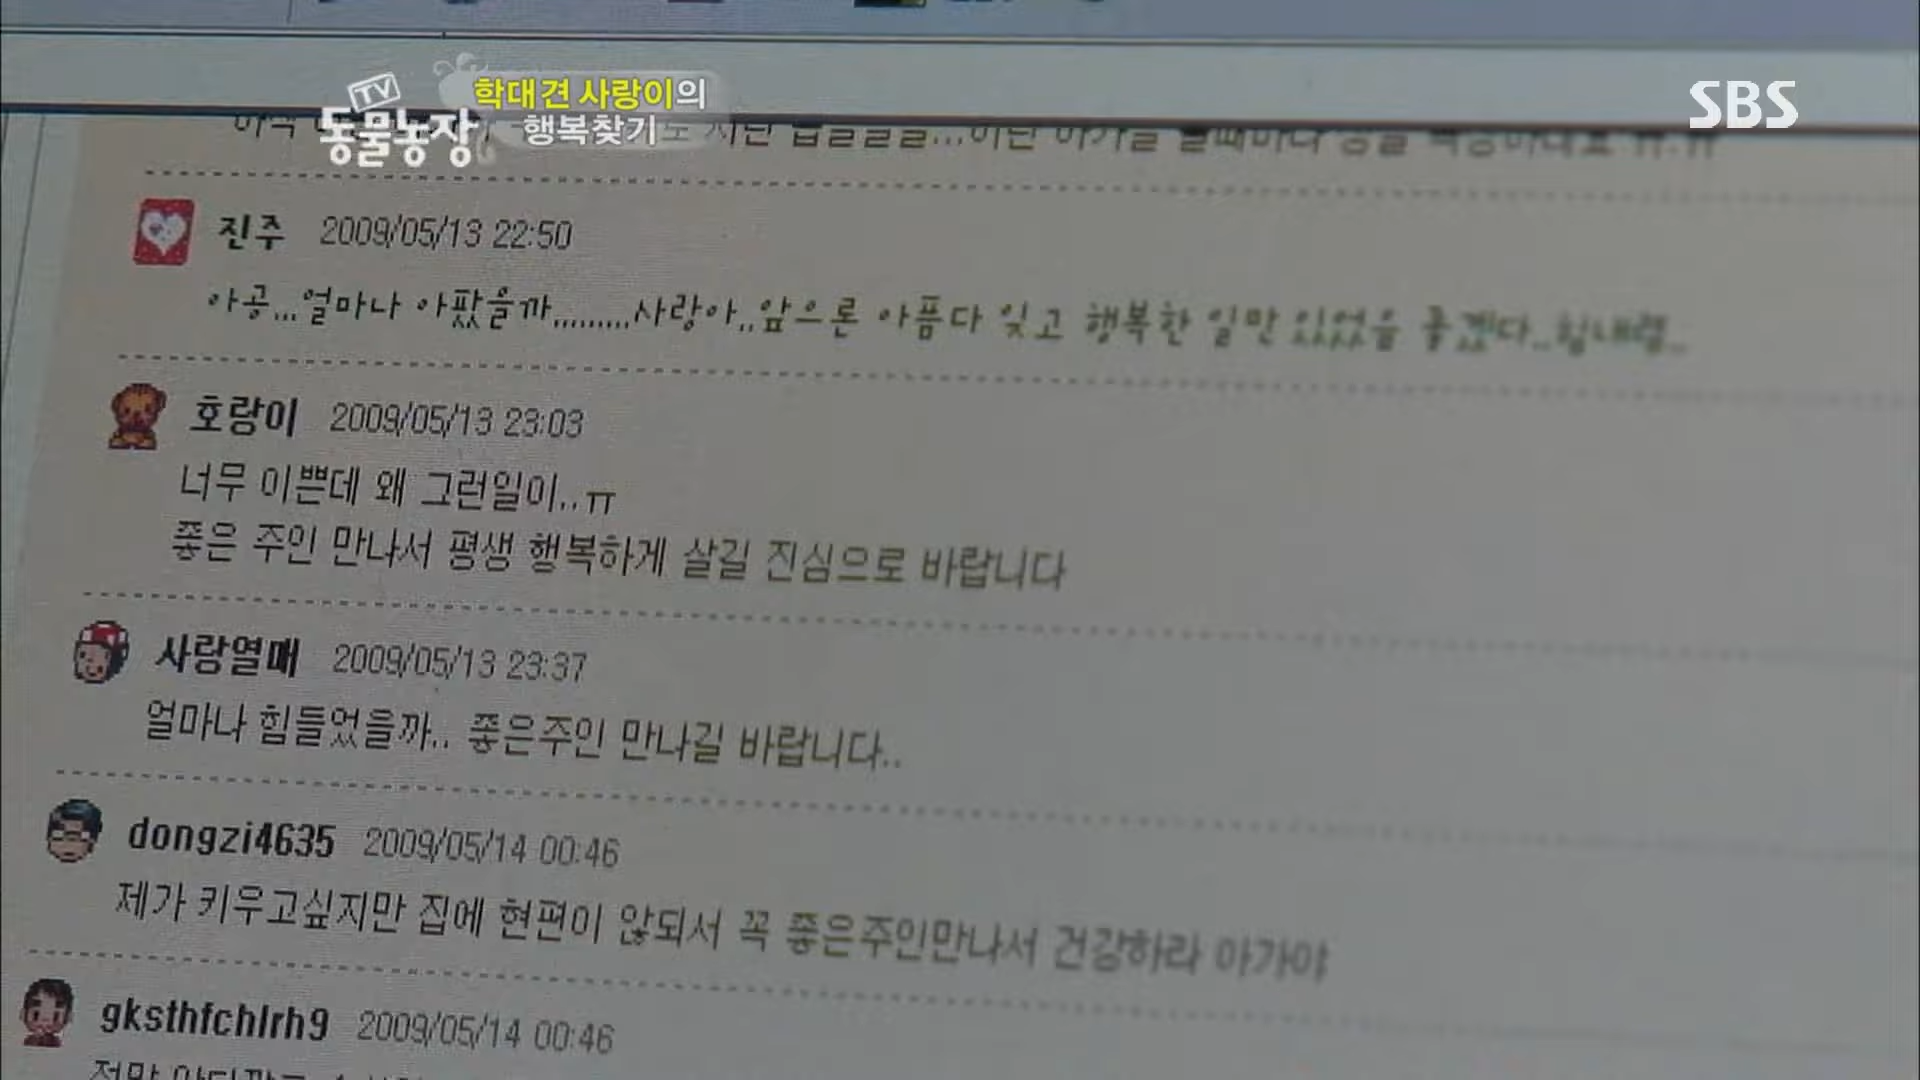 TV 동물농장
학대견 사랑이의
행복찾기
SBS
진주 2009/05/13 22:50
아공...얼마나 아팠을까.........사랑아..앞으론 아픔다 잊고 행복한 일만 있었을 좋겠다..힘내렴..
호랑이 2009/05/13 23:03
너무 이쁜데 왜 그런일이..ㅠ
좋은 주인 만나서 평생 행복하게 살길 진심으로 바랍니다
사랑열매 2009/05/13 23:37
얼마나 힘들었을까.. 좋은주인 만나길 바랍니다..
dongzi4635 2009/05/14 00:46
제가 키우고싶지만 집에 현편이 않되서 꼭 좋은주인만나서 건강하라 아가야
gksthfchlrh9 2009/05/14 00:46